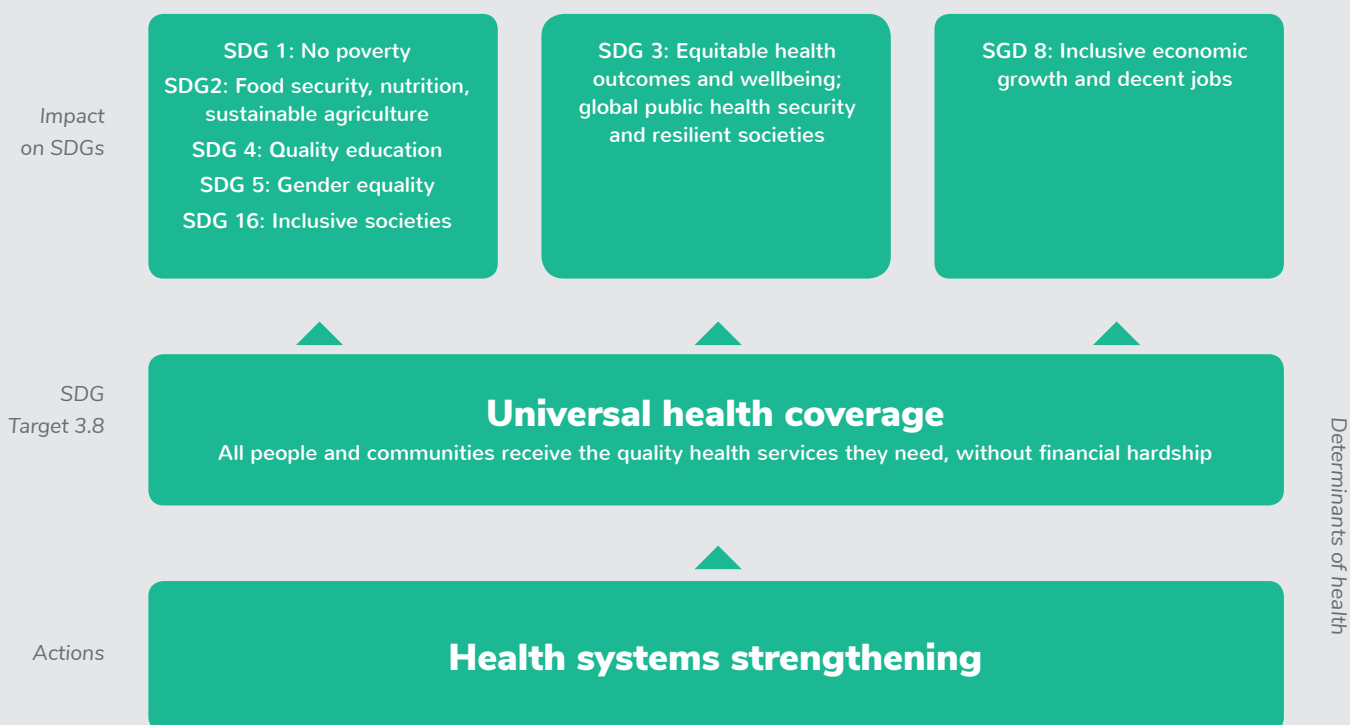 Impact
on SDGs
SDG 1: No poverty
SDG2: Food security, nutrition,
sustainable agriculture
SDG 4: Quality education
SDG 5: Gender equality
SDG 16: Inclusive societies
SDG 3: Equitable health
outcomes and wellbeing;
global public health security
and resilient societies
SGD 8: Inclusive economic
growth and decent jobs
SDG
Target 3.8
Universal health coverage
All people and communities receive the quality health services they need, without financial hardship
Actions
Health systems strengthening
Determinants of health